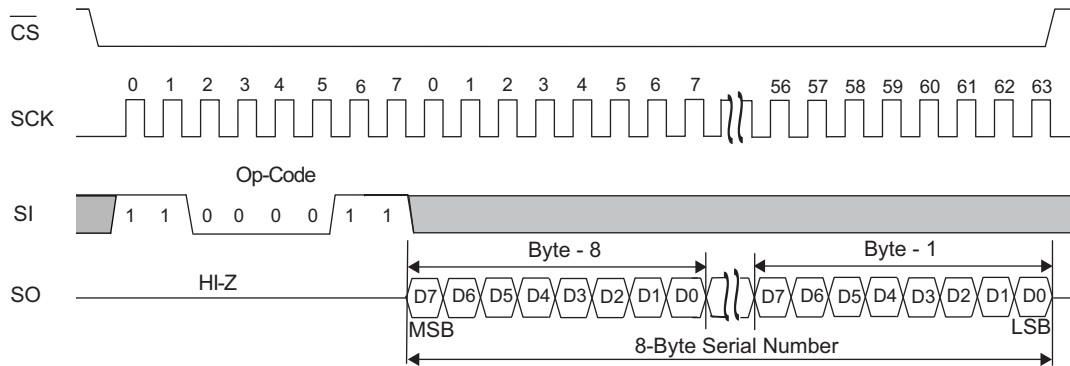 CS
0 1 2 3 4 5 6 7 0 1 2 3 4 5 6 7 56 57 58 59 60 61 62 63
SCK
Op-Code
SI 1 1 0 0 0 0 1 1
Byte - 8 Byte - 1
HI-Z
SO D7 D6 D5 D4 D3 D2 D1 D0 D7 D6 D5 D4 D3 D2 D1 D0
MSB LSB
8-Byte Serial Number